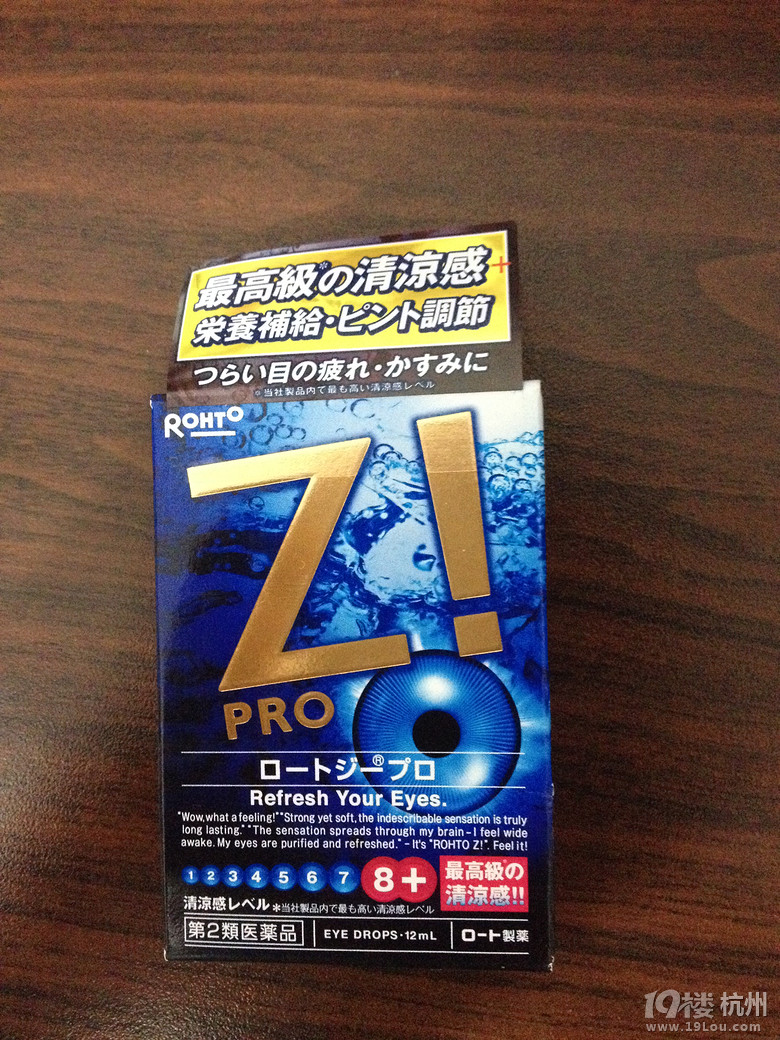 最高級*の清涼感+
栄養補給・ピント調節
つらい目の疲れ・かすみに
*当社製品内で最も高い清涼感レベル
ROHTO
Z!
PRO
ロートジー®プロ
Refresh Your Eyes.
"Wow, what a feeling!" "Strong yet soft, the indescribable sensation is truly
long lasting." "The sensation spreads through my brain – I feel wide
awake. My eyes are purified and refreshed." – It's "ROHTO Z!". Feel it!
1 2 3 4 5 6 7 8+
最高級*の
清涼感!!
清涼感レベル *当社製品内で最も高い清涼感レベル
第2類医薬品 EYE DROPS・12mL ロート製薬
19楼 杭州
www.19Lou.com